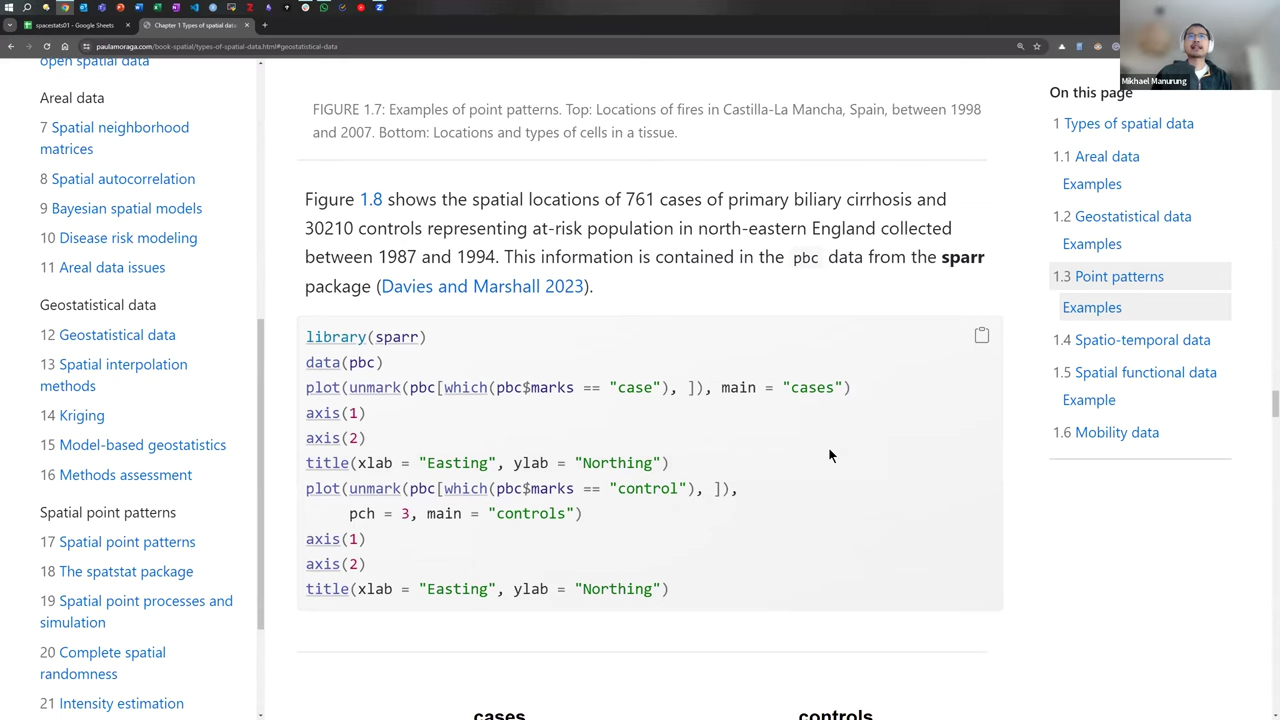 spacestats01 - Google Sheets
Chapter 1 Types of spatial data
paulamoraga.com/book-spatial/types-of-spatial-data.html#geostatistical-data
Mikhael Manurung
open spatial data
Areal data
7 Spatial neighborhood
matrices
8 Spatial autocorrelation
9 Bayesian spatial models
10 Disease risk modeling
11 Areal data issues
Geostatistical data
12 Geostatistical data
13 Spatial interpolation
methods
14 Kriging
15 Model-based geostatistics
16 Methods assessment
Spatial point patterns
17 Spatial point patterns
18 The spatstat package
19 Spatial point processes and
simulation
20 Complete spatial
randomness
21 Intensity estimation
FIGURE 1.7: Examples of point patterns. Top: Locations of fires in Castilla-La Mancha, Spain, between 1998
and 2007. Bottom: Locations and types of cells in a tissue.
Figure 1.8 shows the spatial locations of 761 cases of primary biliary cirrhosis and
30210 controls representing at-risk population in north-eastern England collected
between 1987 and 1994. This information is contained in the pbc data from the sparr
package (Davies and Marshall 2023).
library(sparr)
data(pbc)
plot(unmark(pbc[which(pbc$marks == "case"), ]), main = "cases")
axis(1)
axis(2)
title(xlab = "Easting", ylab = "Northing")
plot(unmark(pbc[which(pbc$marks == "control"), ]),
pch = 3, main = "controls")
axis(1)
axis(2)
title(xlab = "Easting", ylab = "Northing")
cases
controls
On this page
1 Types of spatial data
1.1 Areal data
Examples
1.2 Geostatistical data
Examples
1.3 Point patterns
Examples
1.4 Spatio-temporal data
1.5 Spatial functional data
Example
1.6 Mobility data